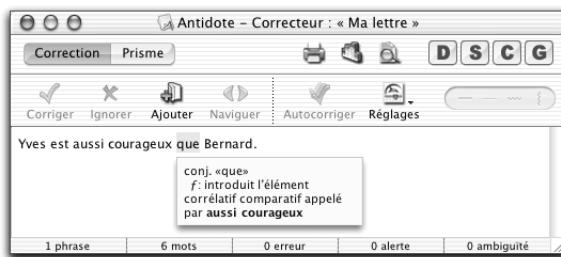 Antidote – Correcteur : « Ma lettre »
Correction Prisme D S C G
Corriger Ignorer Ajouter Naviguer Autocorriger Réglages
Yves est aussi courageux que Bernard.
conj. «que»
f: introduit l'élément
corrélatif comparatif appelé
par aussi courageux
1 phrase 6 mots 0 erreur 0 alerte 0 ambiguïté